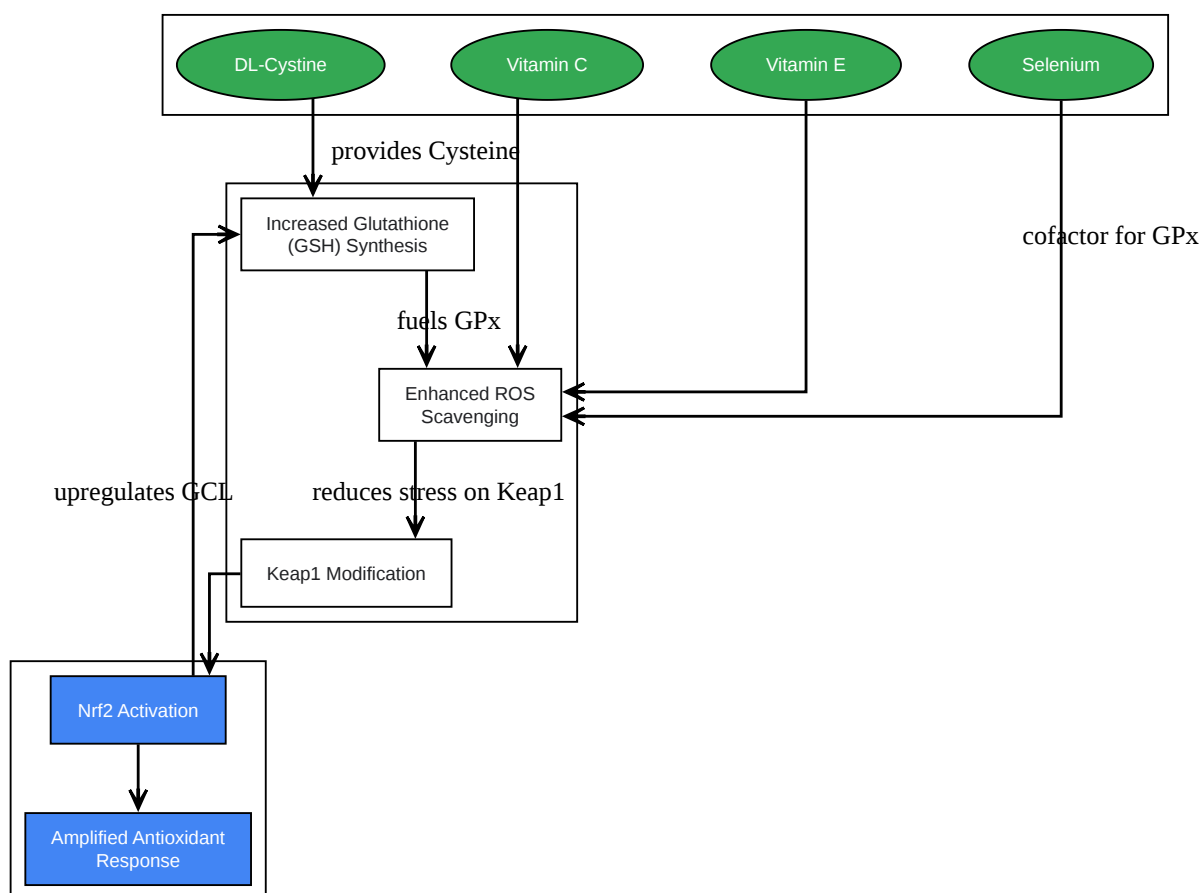 DL-Cystine
Vitamin C
Vitamin E
Selenium
provides Cysteine
Increased Glutathione
(GSH) Synthesis
cofactor for GPx
fuels GPx
Enhanced ROS
Scavenging
upregulates GCL
reduces stress on Keap1
Keap1 Modification
Nrf2 Activation
Amplified Antioxidant
Response